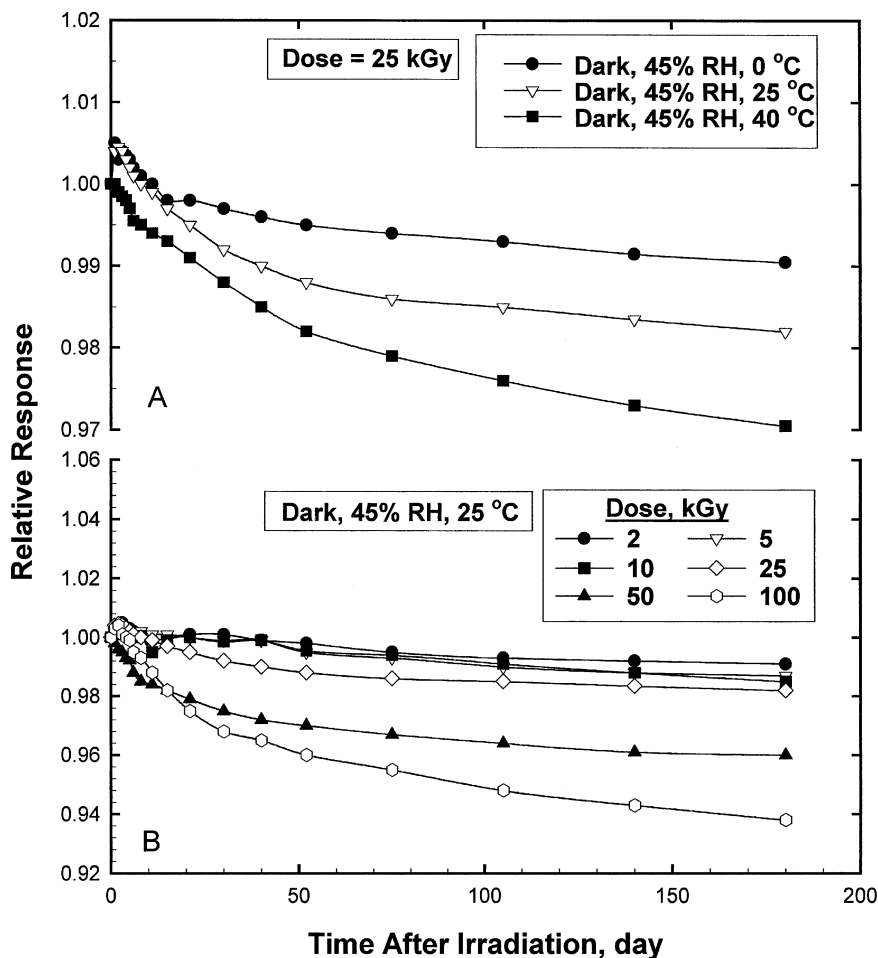 1.02
Dose = 25 kGy
Dark, 45% RH, 0 °C
Dark, 45% RH, 25 °C
Dark, 45% RH, 40 °C
1.01
1.00
0.99
0.98
0.97
A
Relative Response
1.06
Dark, 45% RH, 25 °C
Dose, kGy
2 5
10 25
50 100
1.04
1.02
1.00
0.98
0.96
0.94
0.92
B
0 50 100 150 200
Time After Irradiation, day